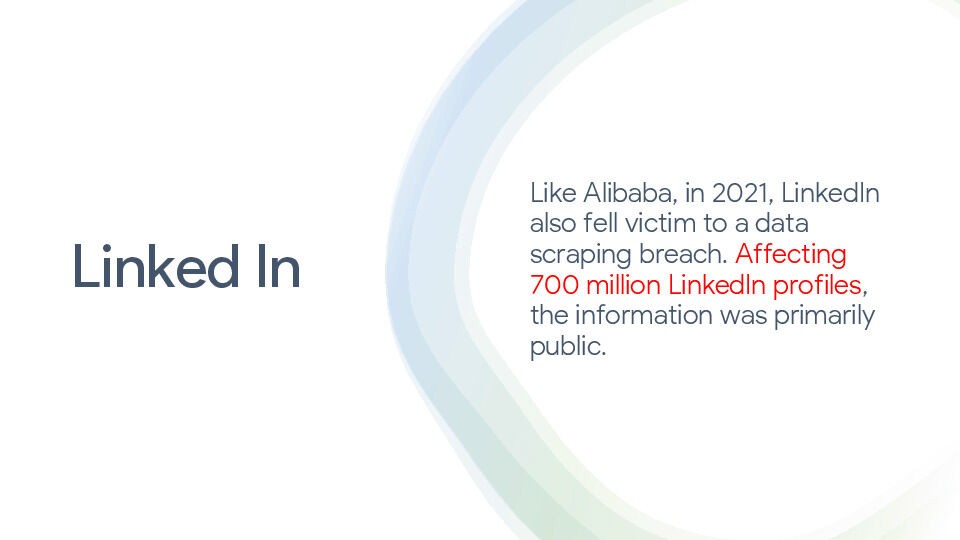 Linked In
Like Alibaba, in 2021, LinkedIn
also fell victim to a data
scraping breach. Affecting
700 million LinkedIn profiles,
the information was primarily
public.